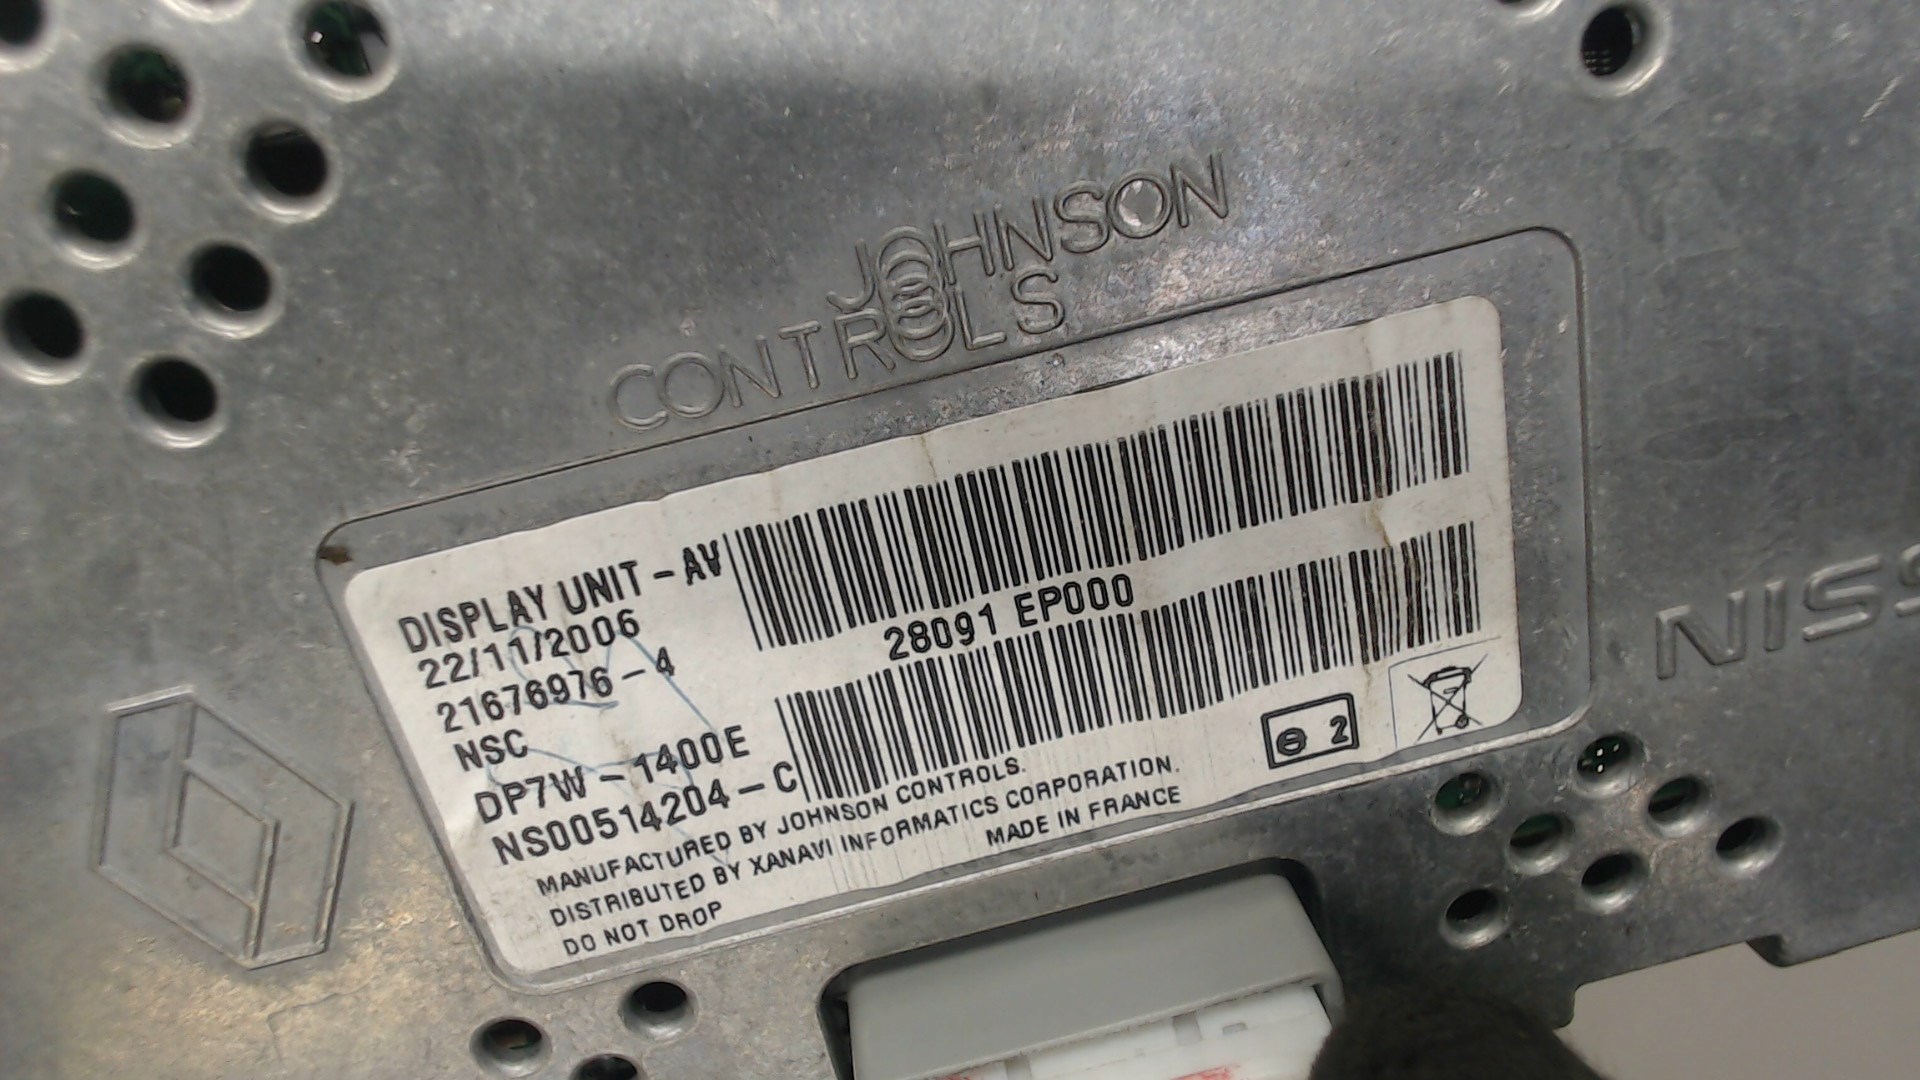 JOHNSON
CONTROLS
DISPLAY UNIT - AV
22/11/2006
21676976-4
NSC
DP7W-1400E
NS00514204-C
28091 EP000
2
MANUFACTURED BY JOHNSON CONTROLS.
DISTRIBUTED BY XANAVI INFORMATICS CORPORATION.
DO NOT DROP
MADE IN FRANCE
NISS